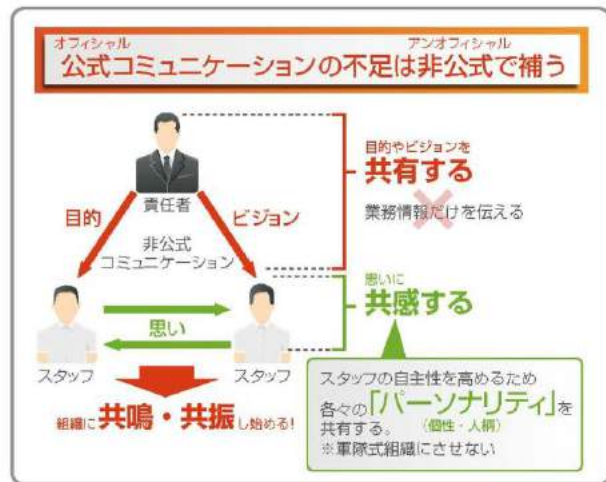 オフィシャル アンオフィシャル
公式コミュニケーションの不足は非公式で補う
責任者
目的
ビジョン
非公式
コミュニケーション
思い
スタッフ
スタッフ
組織に共鳴・共振し始める!
目的やビジョンを
共有する
業務情報だけを伝える
思いに
共感する
スタッフの自主性を高めるため
各々の「パーソナリティ」を
(個性・人柄)
共有する。
※軍隊式組織にさせない